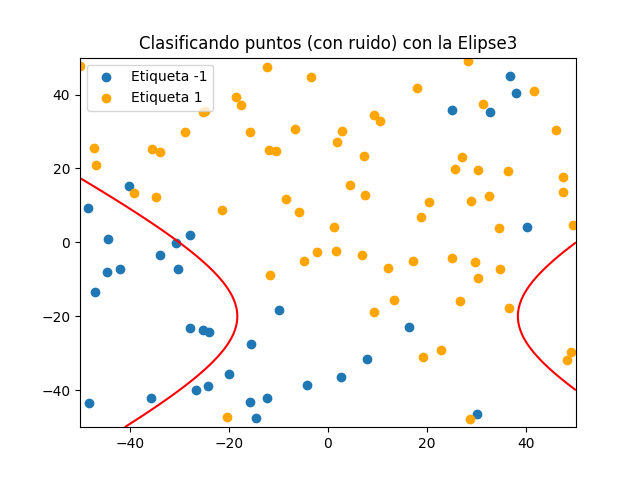 Clasificando puntos (con ruido) con la Elipse3
Etiqueta -1
Etiqueta 1
40
20
0
−20
−40
−40 −20 0 20 40